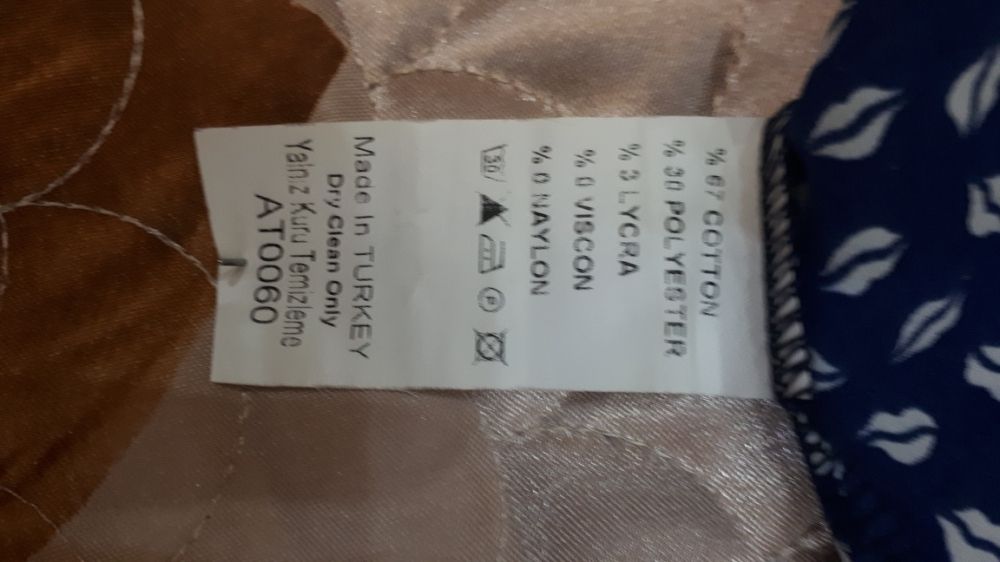 % 67 COTTON
% 30 POLYESTER
% 3 LYCRA
% 0 VISCON
% 0 NAYLON
30 P
Made In TURKEY
Dry Clean Only
Yalnız Kuru Temizleme
AT0060